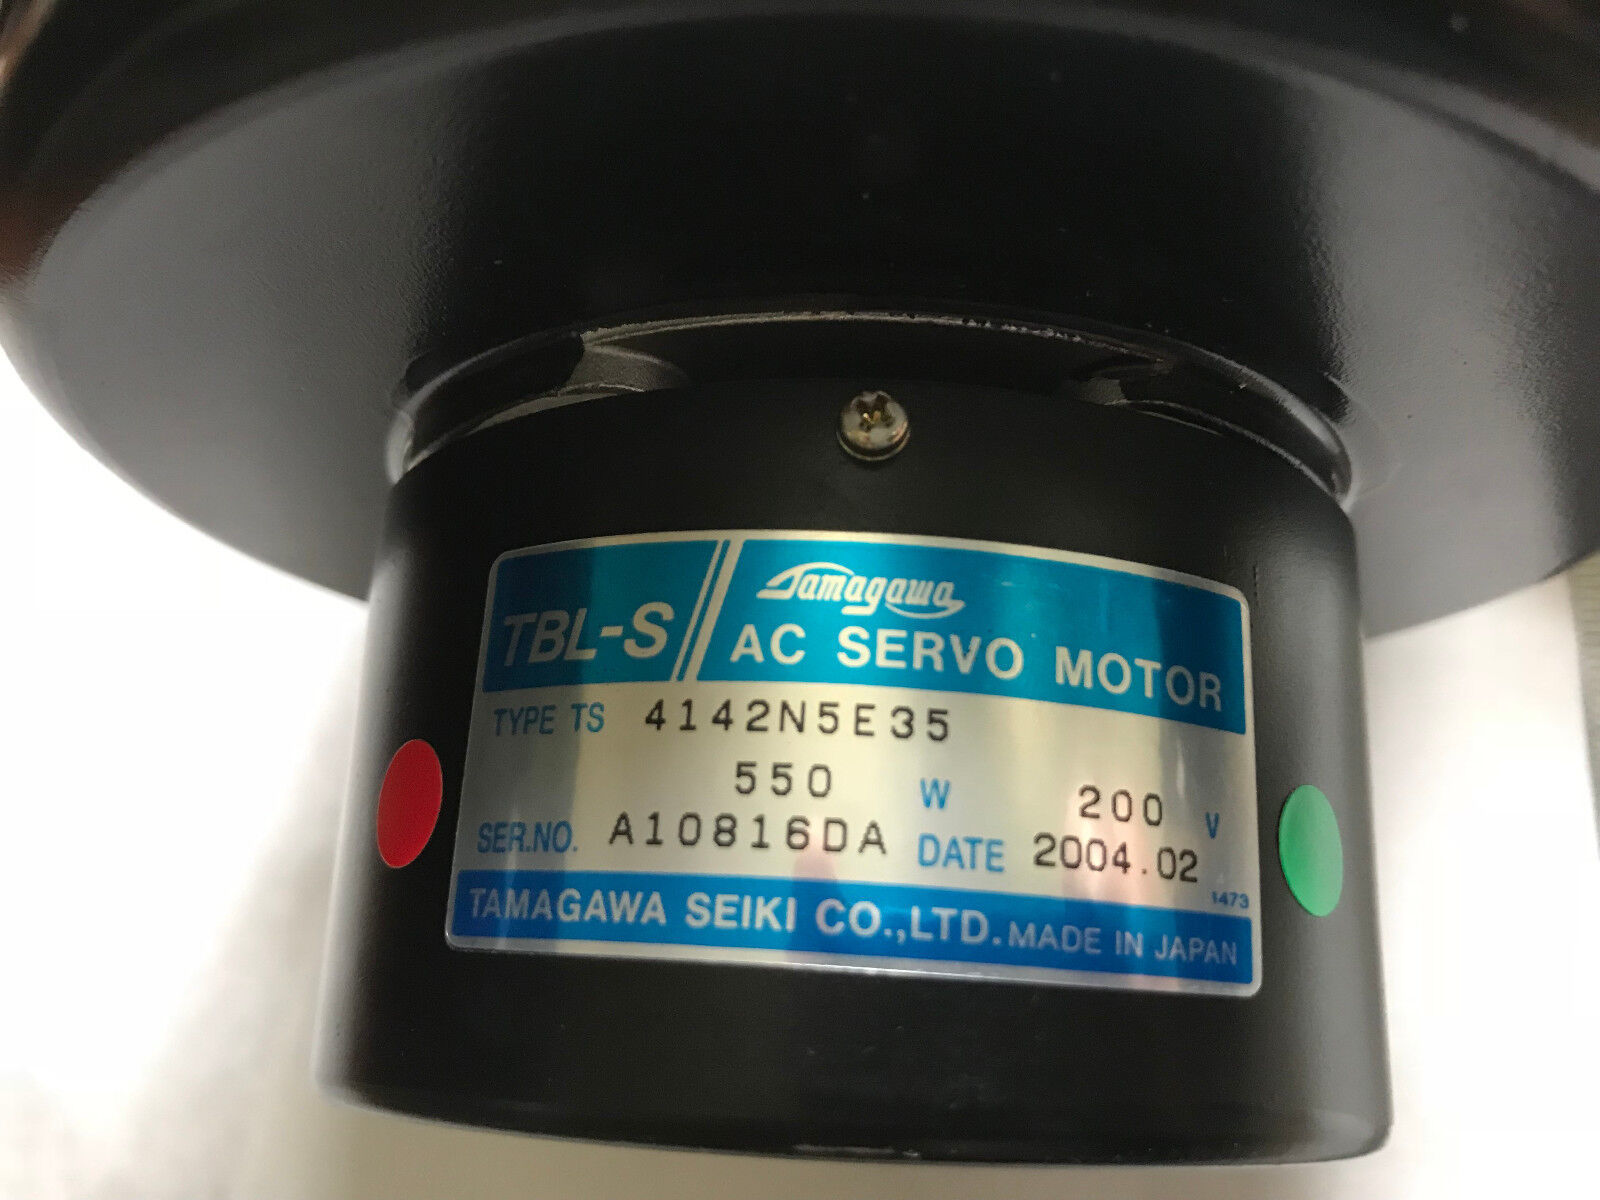 TBL-S
Tamagawa
AC SERVO MOTOR
TYPE TS 4142N5E35
550 W 200 V
SER.NO. A10816DA DATE 2004.02
1473
TAMAGAWA SEIKI CO.,LTD. MADE IN JAPAN